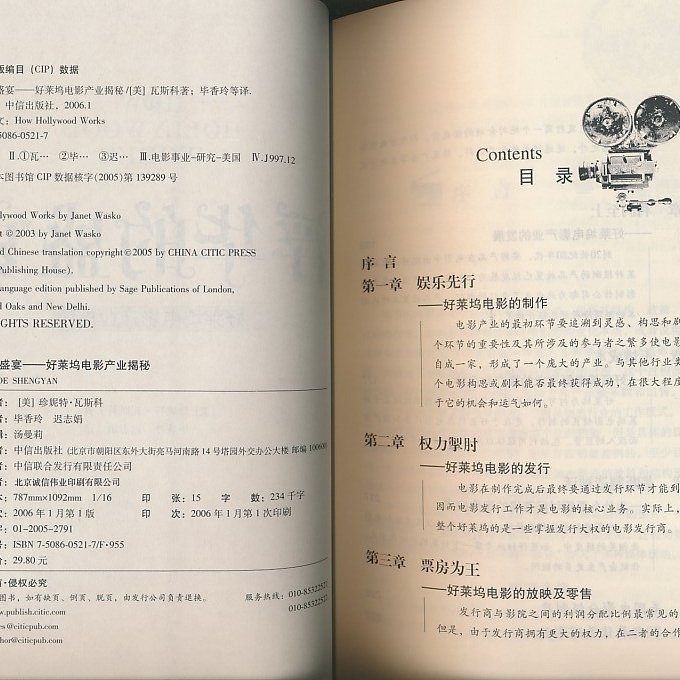 版编目（CIP）数据
盛宴——好莱坞电影产业揭秘/[美] 瓦斯科著；毕香玲等译.
中信出版社，2006.1
文：How Hollywood Works
5086-0521-7
Ⅱ.①瓦… ②毕… ③迟… Ⅲ.电影事业-研究-美国 Ⅳ.J997.12
本图书馆 CIP 数据核字（2005）第 139289 号
llywood Works by Janet Wasko
t © 2003 by Janet Wasko
d Chinese translation copyright © 2005 by CHINA CITIC PRESS
Publishing House).
anguage edition published by Sage Publications of London,
d Oaks and New Delhi.
GHTS RESERVED.
盛宴——好莱坞电影产业揭秘
DE SHENGYAN
者：[美] 珍妮特·瓦斯科
者：毕香玲 迟志娟
辑：汤曼莉
者：中信出版社（北京市朝阳区东外大街亮马河南路 14 号塔园外交办公大楼 邮编 100600
者：中信联合发行有限责任公司
者：北京诚信伟业印刷有限公司
本：787mm×1092mm 1/16 印 张：15 字 数：234 千字
次：2006 年 1 月第 1 版 印 次：2006 年 1 月第 1 次印刷
字：01-2005-2791
号：ISBN 7-5086-0521-7/F·955
价：29.80 元
有·侵权必究
图书，如有缺页、倒页、脱页，由发行公司负责退换。 服务热线：010-85322521
010-85322522
w.publish.citic.com
es@citicpub.com
thor@citicpub.com
Contents
目 录
序 言
第一章 娱乐先行
——好莱坞电影的制作
电影产业的最初环节要追溯到灵感、构思和剧
个环节的重要性及其所涉及的参与者之繁多使电影
自成一家，形成了一个庞大的产业。与其他行业类
个电影构思或剧本能否最终获得成功，在很大程度
于它的机会和运气如何。
第二章 权力掣肘
——好莱坞电影的发行
电影在制作完成后最终要通过发行环节才能到
因而电影发行工作才是电影的核心业务。实际上，
整个好莱坞的是一些掌握发行大权的电影发行商。
第三章 票房为王
——好莱坞电影的放映及零售
发行商与影院之间的利润分配比例最常见的
但是，由于发行商拥有更大的权力，在二者的合作